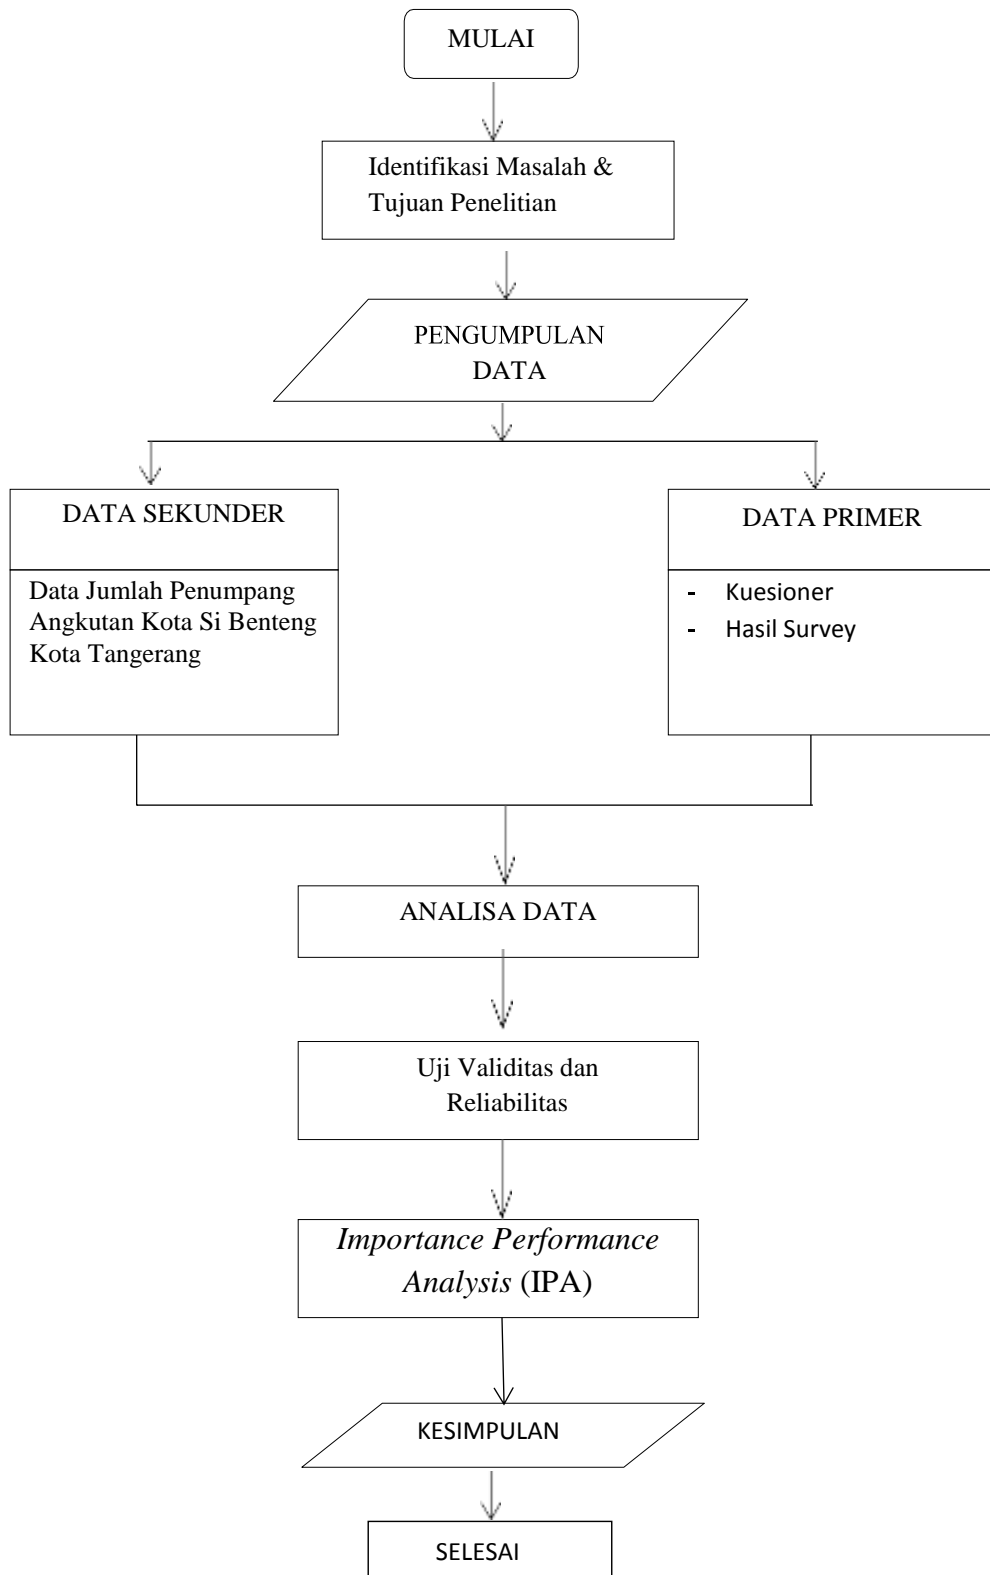 MULAI
Identifikasi Masalah &
Tujuan Penelitian
PENGUMPULAN
DATA
DATA SEKUNDER
Data Jumlah Penumpang
Angkutan Kota Si Benteng
Kota Tangerang
DATA PRIMER
- Kuesioner
- Hasil Survey
ANALISA DATA
Uji Validitas dan
Reliabilitas
Importance Performance
Analysis (IPA)
KESIMPULAN
SELESAI